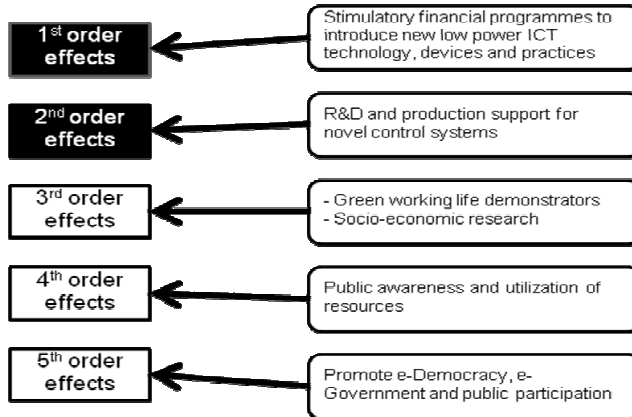 1st order
effects
Stimulatory financial programmes to
introduce new low power ICT
technology, devices and practices
2nd order
effects
R&D and production support for
novel control systems
3rd order
effects
- Green working life demonstrators
- Socio-economic research
4th order
effects
Public awareness and utilization of
resources
5th order
effects
Promote e-Democracy, e-
Government and public participation